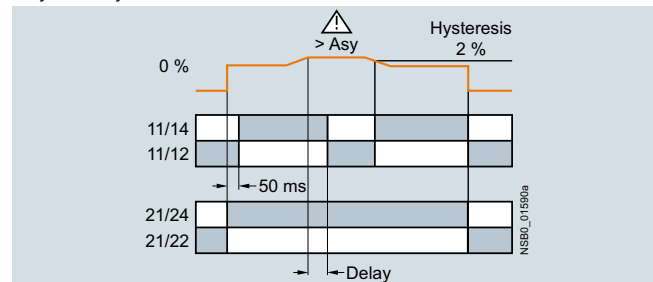 Hysteresis
2 %
> Asy
0 %
11/14
11/12
50 ms
21/24
21/22
Delay
NSB0_01590a